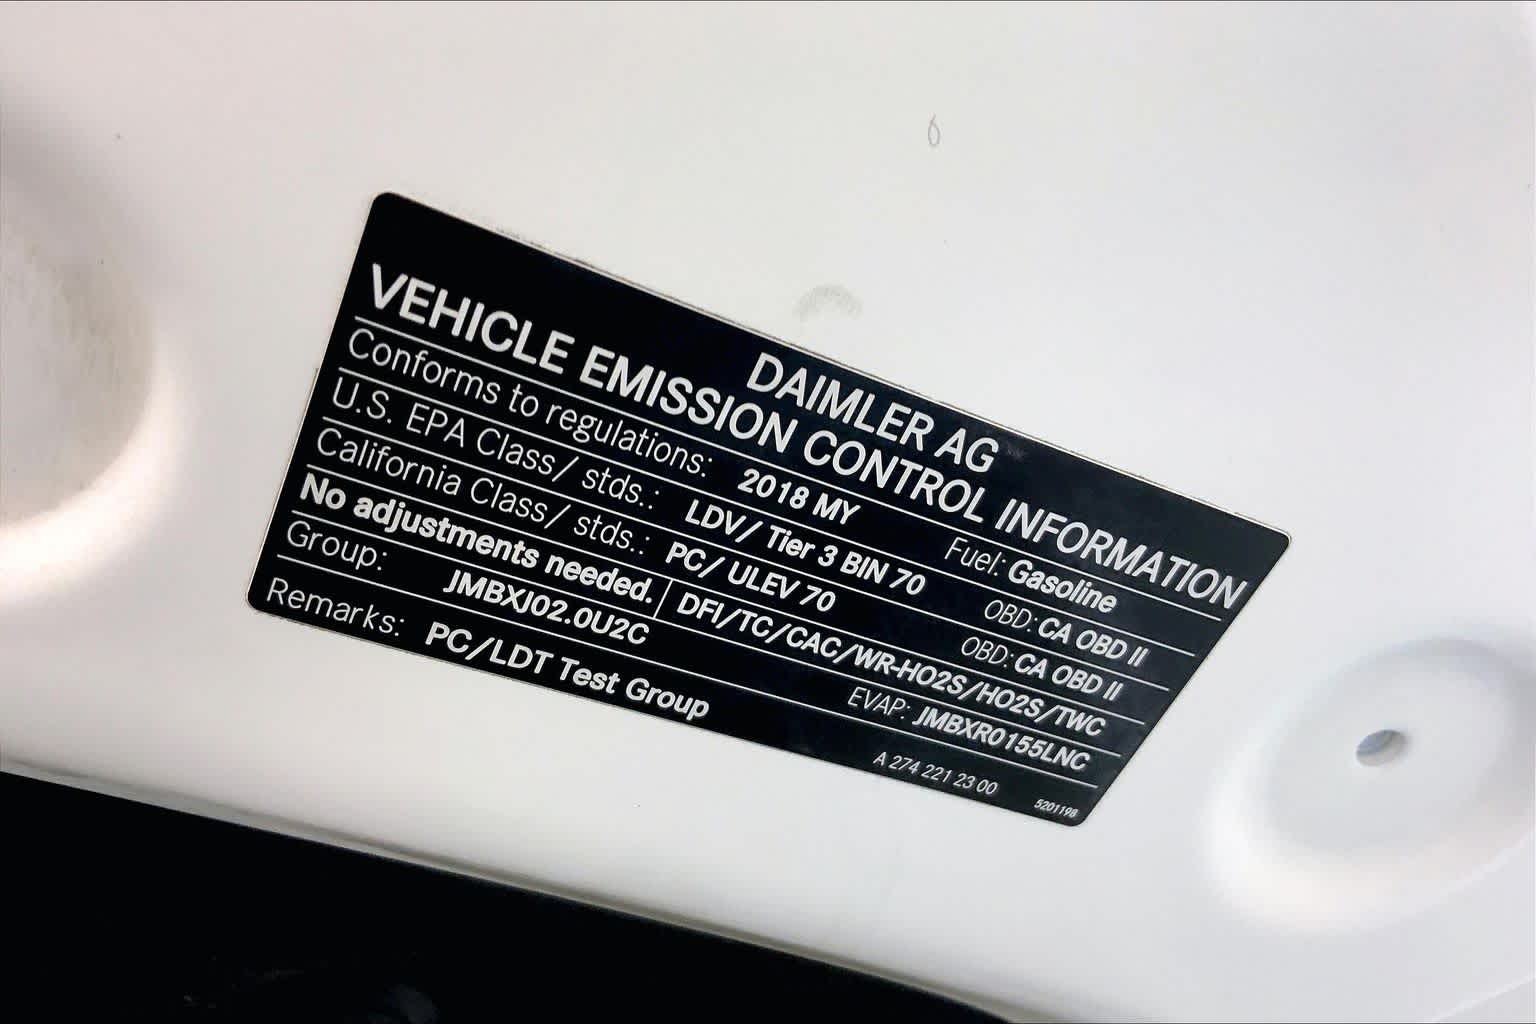 DAIMLER AG
VEHICLE EMISSION CONTROL INFORMATION
Conforms to regulations: 2018 MY Fuel: Gasoline
U.S. EPA Class/ stds.: LDV/ Tier 3 BIN 70 OBD: CA OBD II
California Class/ stds.: PC/ ULEV 70 OBD: CA OBD II
No adjustments needed. DFI/TC/CAC/WR-HO2S/HO2S/TWC
Group: JMBXJ02.0U2C EVAP: JMBXR0155LNC
Remarks: PC/LDT Test Group
A 274 221 23 00 5201198